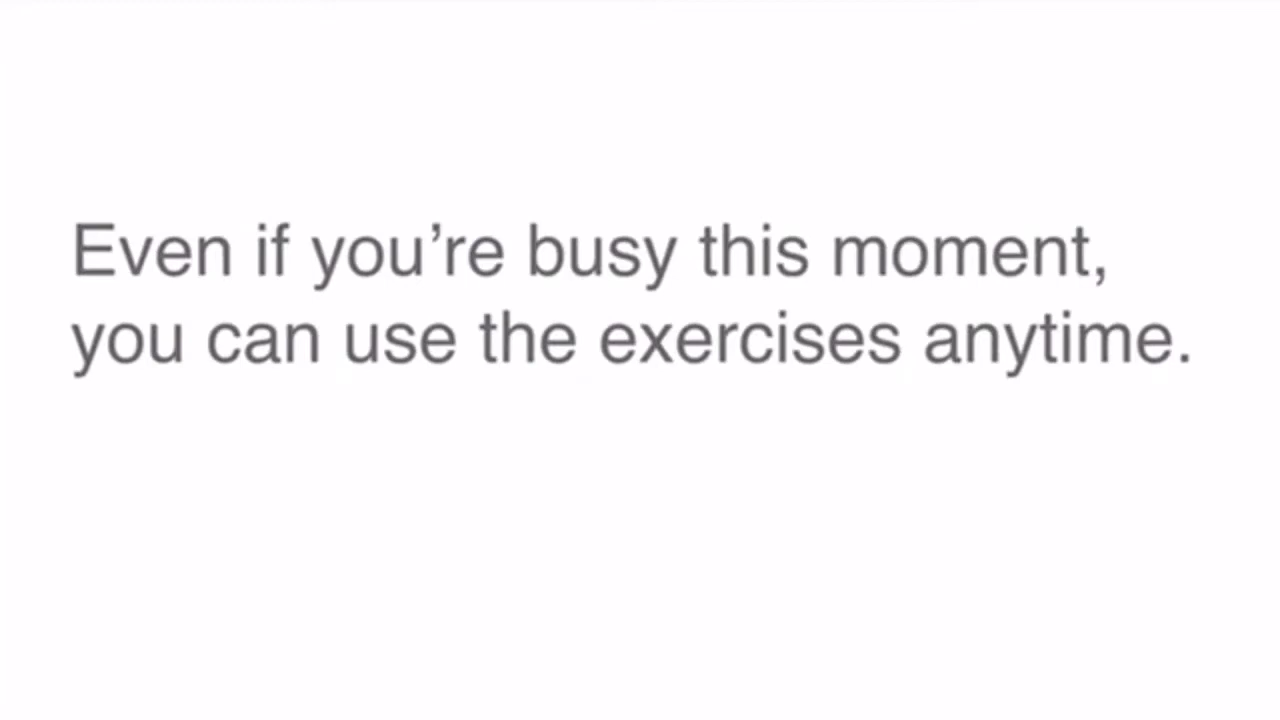 Even if you’re busy this moment,
you can use the exercises anytime.